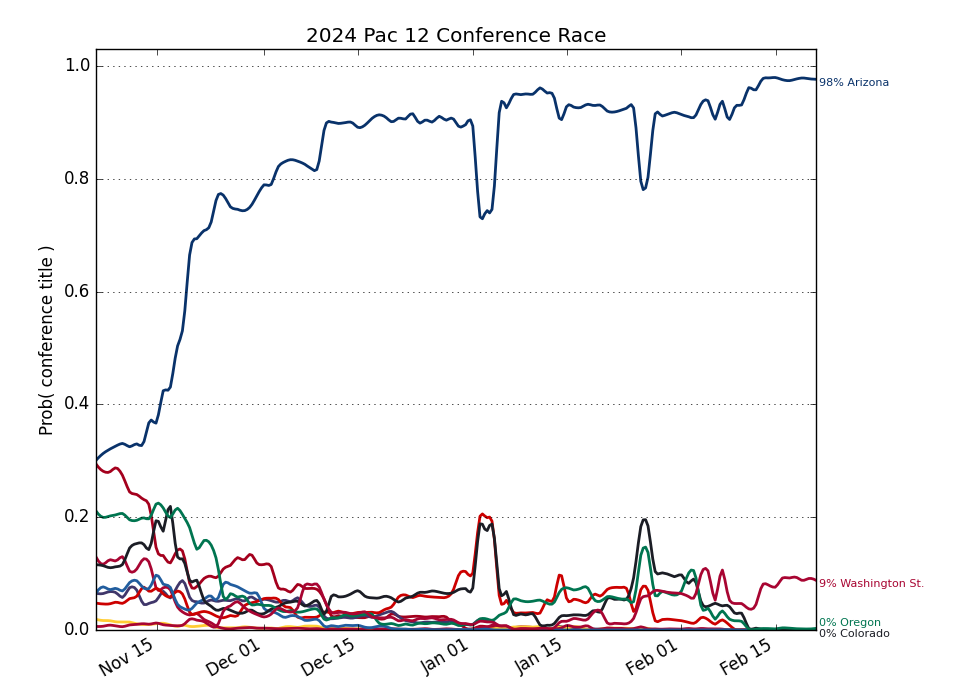 2024 Pac 12 Conference Race
Prob( conference title )
1.0
0.8
0.6
0.4
0.2
0.0
Nov 15
Dec 01
Dec 15
Jan 01
Jan 15
Feb 01
Feb 15
98% Arizona
9% Washington St.
0% Oregon
0% Colorado